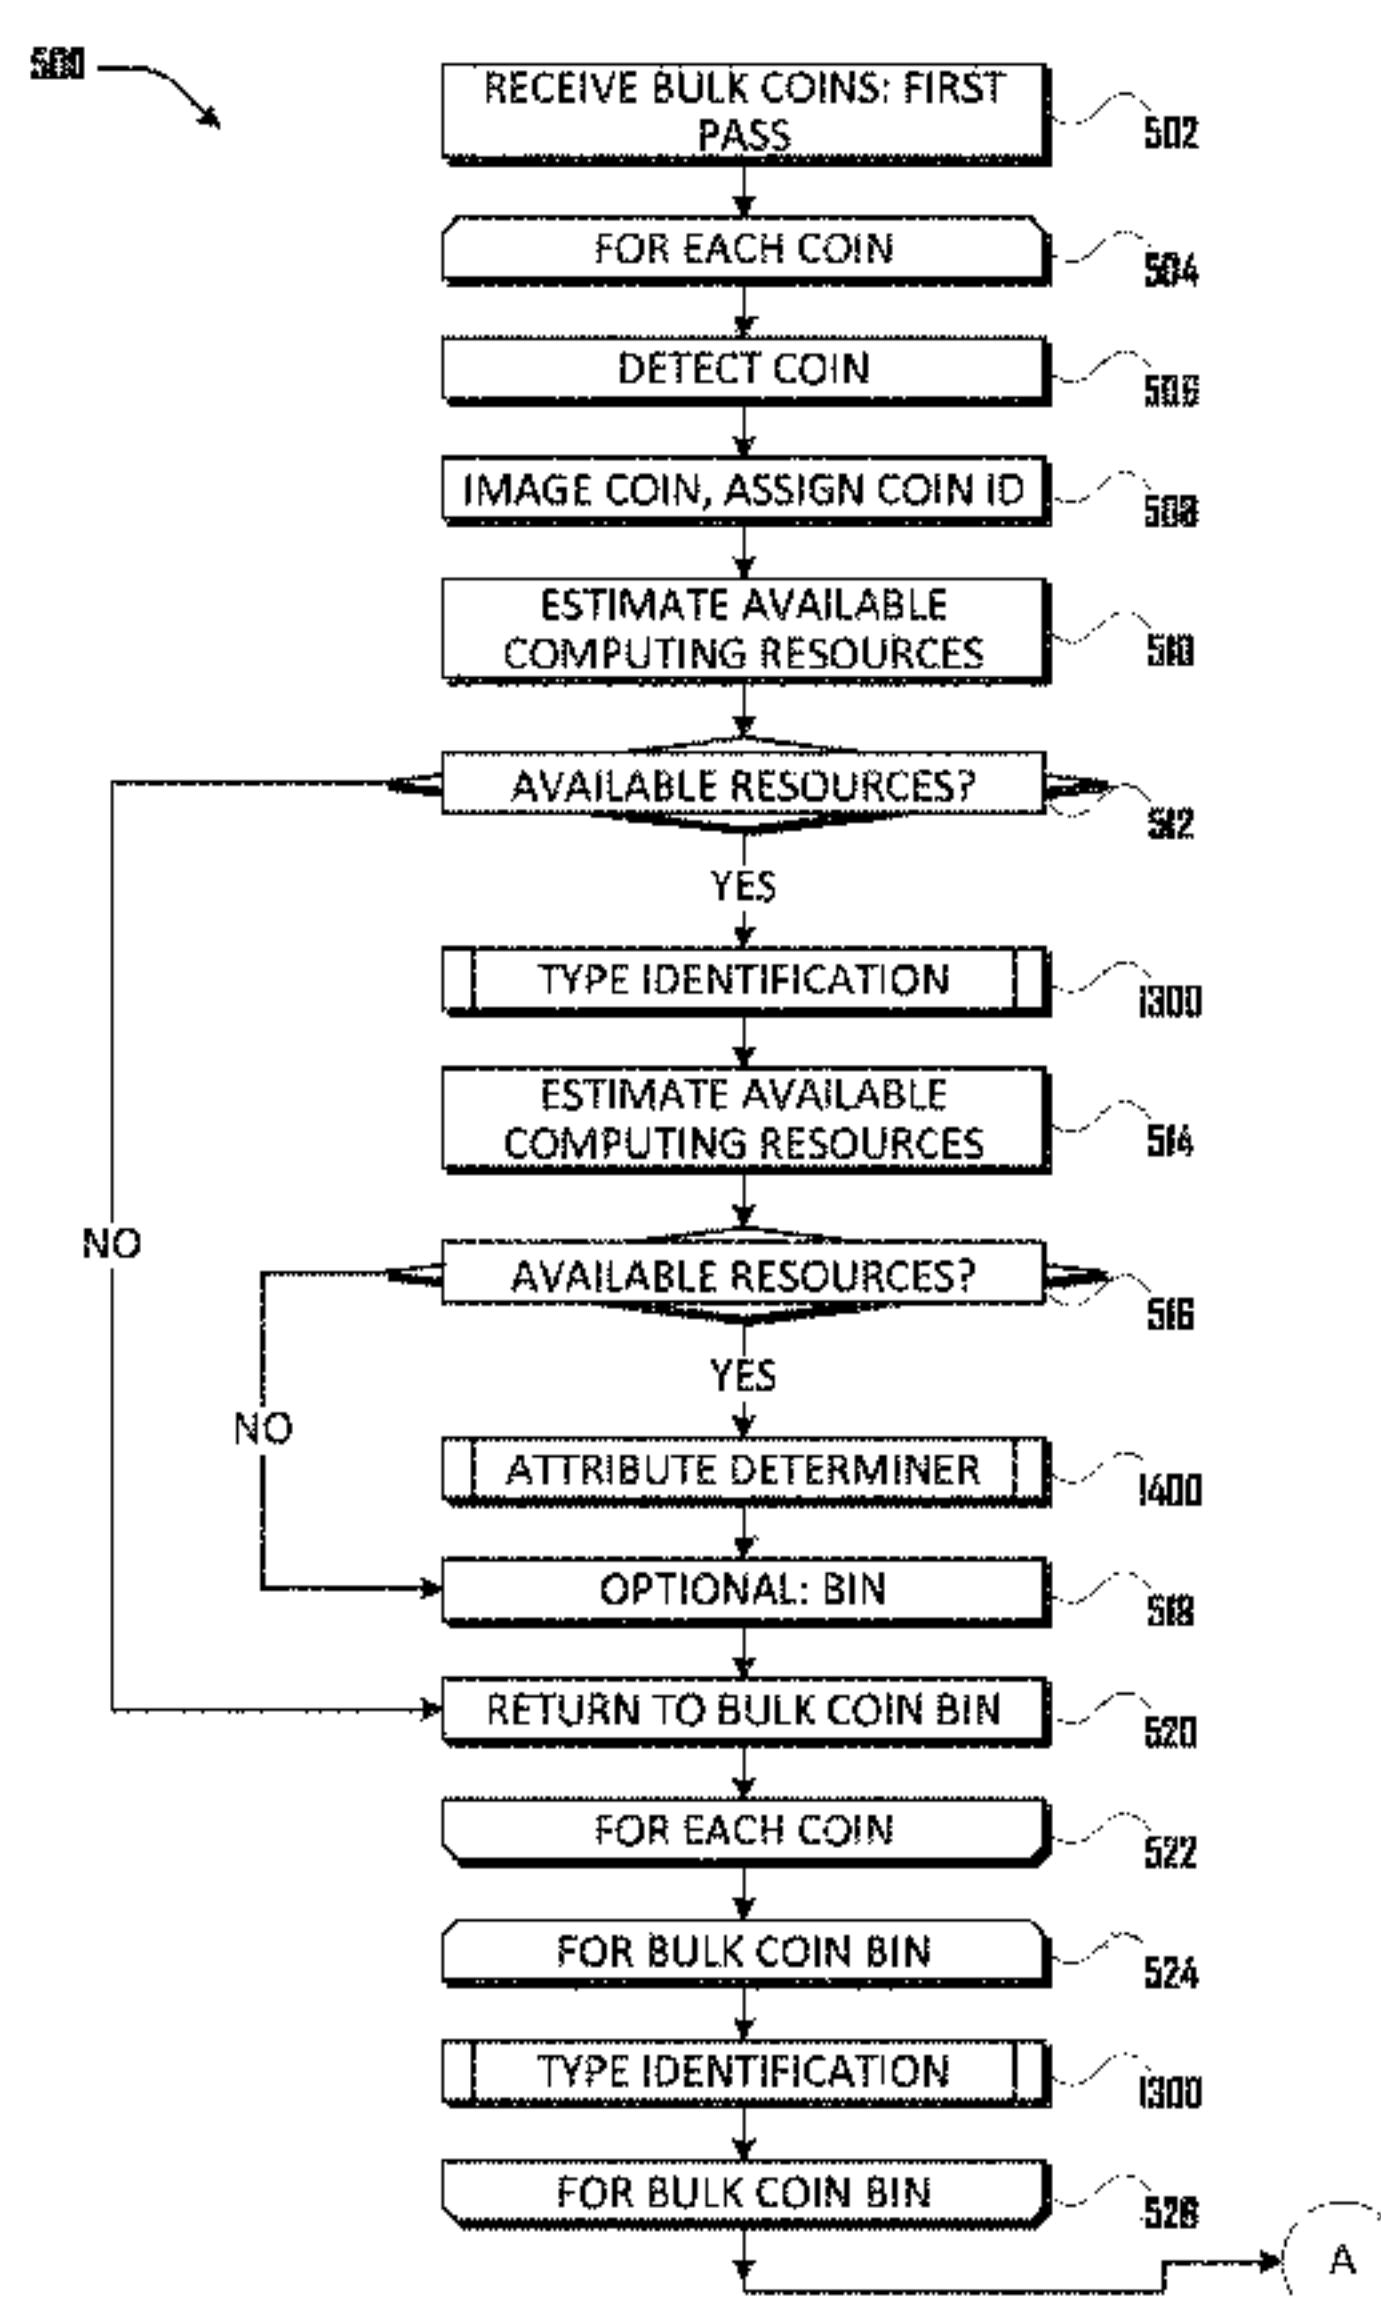 500
RECEIVE BULK COINS: FIRST
PASS
502
FOR EACH COIN
504
DETECT COIN
506
IMAGE COIN, ASSIGN COIN ID
508
ESTIMATE AVAILABLE
COMPUTING RESOURCES
510
AVAILABLE RESOURCES?
512
YES
TYPE IDENTIFICATION
1300
ESTIMATE AVAILABLE
COMPUTING RESOURCES
514
NO
AVAILABLE RESOURCES?
516
YES
NO
ATTRIBUTE DETERMINER
1400
OPTIONAL: BIN
518
RETURN TO BULK COIN BIN
520
FOR EACH COIN
522
FOR BULK COIN BIN
524
TYPE IDENTIFICATION
1300
FOR BULK COIN BIN
526
A